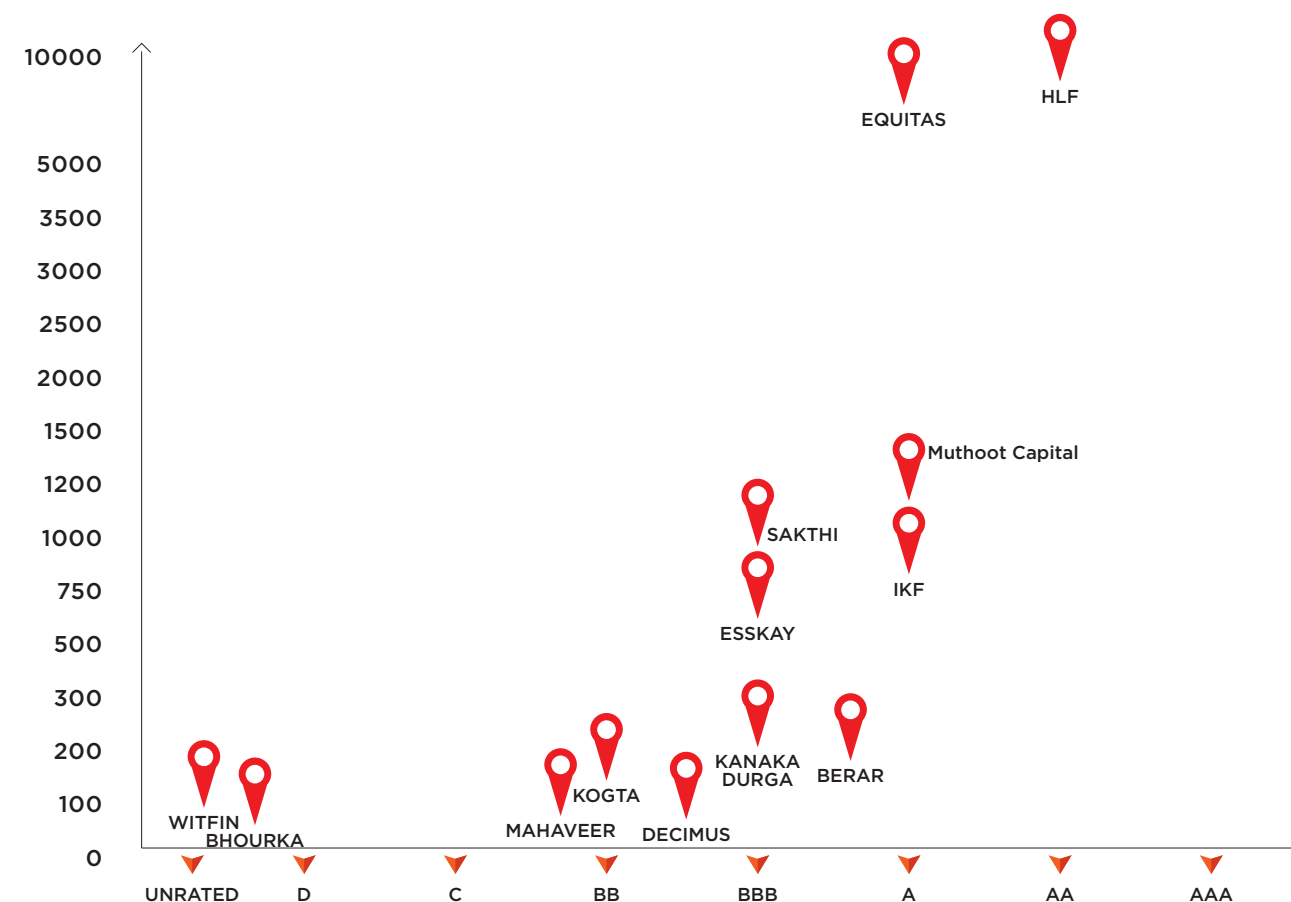 10000
HLF
EQUITAS
5000
3500
3000
2500
2000
1500
Muthoot Capital
1200
SAKTHI
1000
750
IKF
500
ESSKAY
300
200
KANAKA
DURGA
BERAR
100
KOGTA
WITFIN
MAHAVEER
DECIMUS
BHOURKA
0
UNRATED D C BB BBB A AA AAA